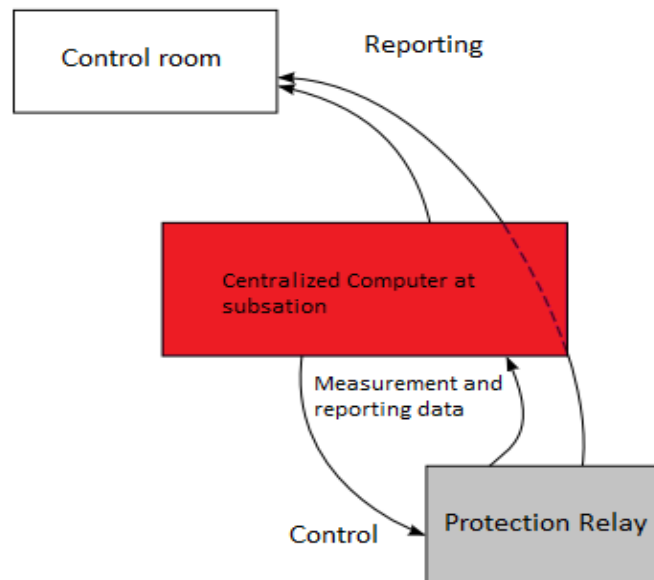 Reporting
Control room
Centralized Computer at
subsation
Measurement and
reporting data
Protection Relay
Control